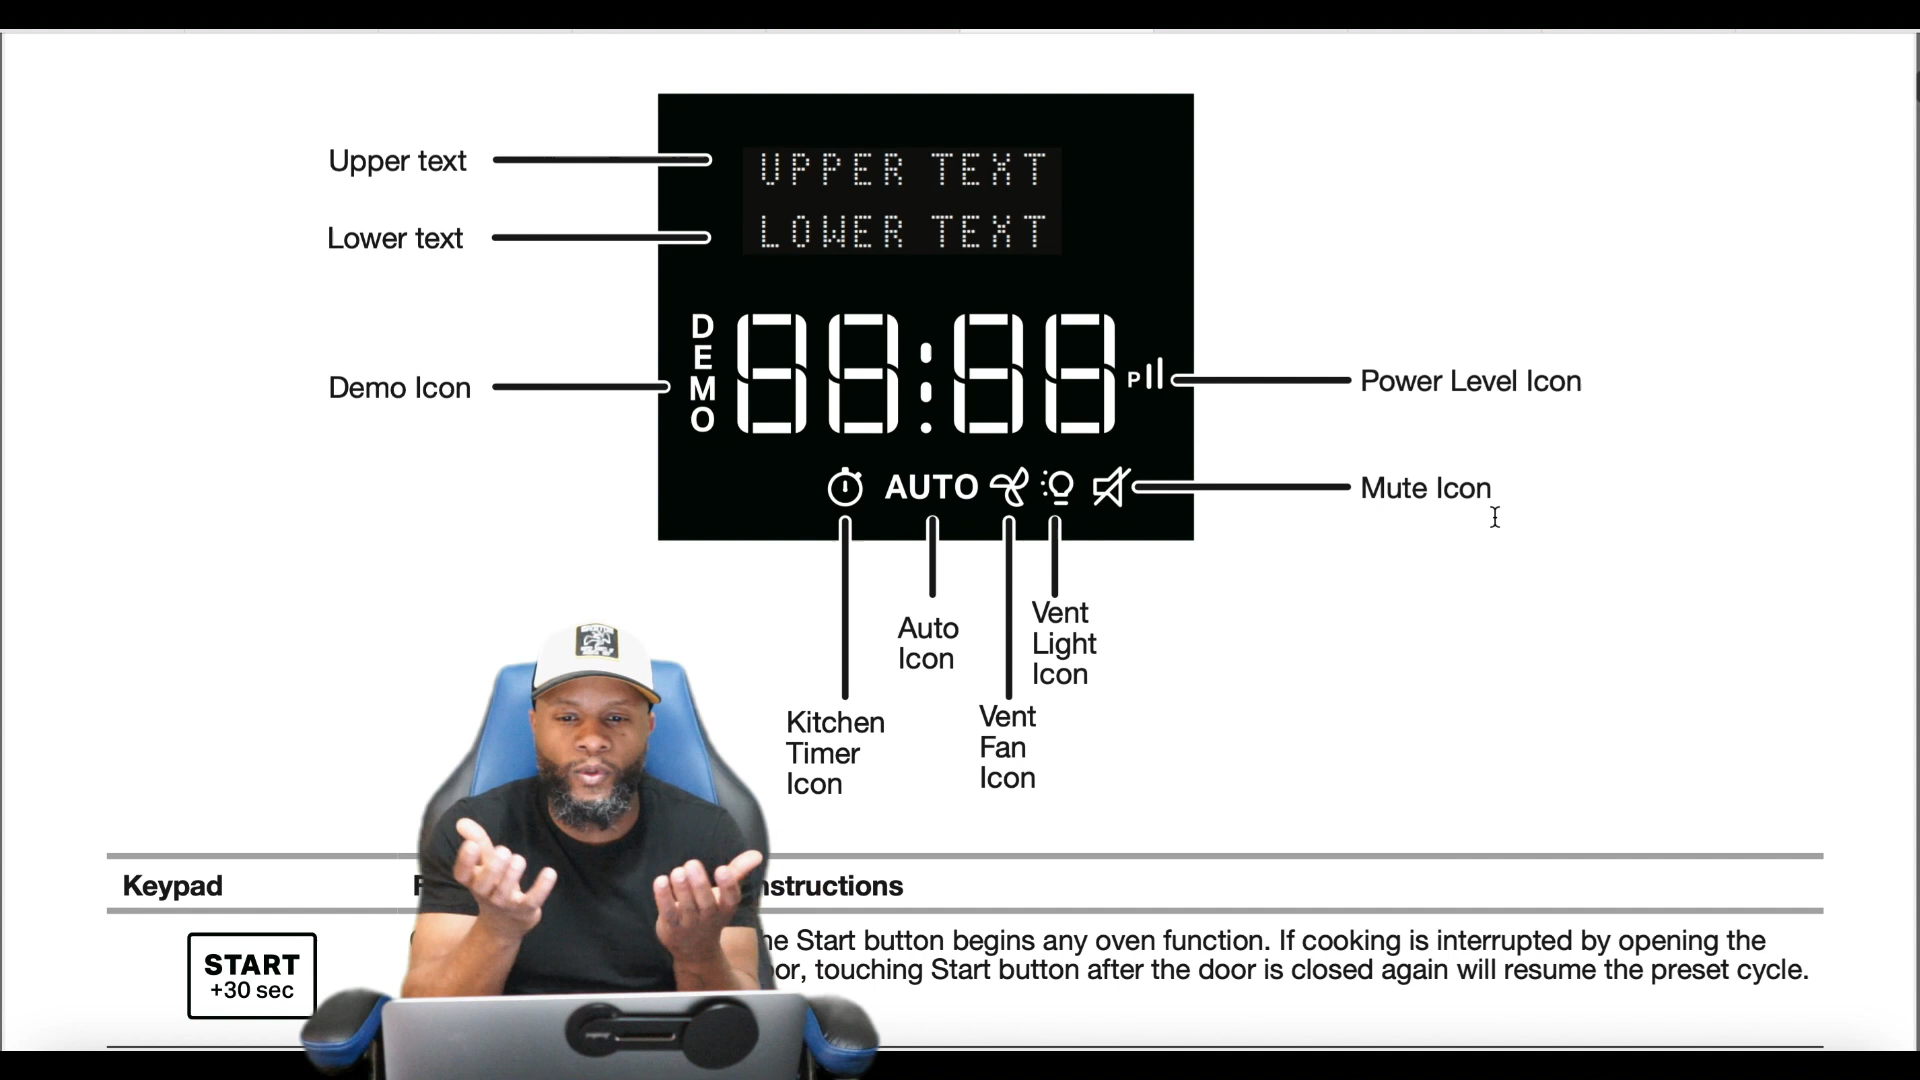 Upper text
UPPER TEXT
Lower text
LOWER TEXT
DEMO
88:88
P
Demo Icon
Power Level Icon
AUTO
Mute Icon
Auto
Icon
Vent
Light
Icon
Kitchen
Timer
Icon
Vent
Fan
Icon
Keypad
nstructions
START
+30 sec
he Start button begins any oven function. If cooking is interrupted by opening the
oor, touching Start button after the door is closed again will resume the preset cycle.